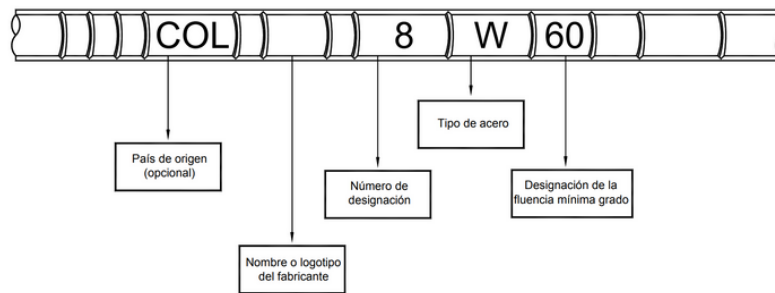 COL 8 W 60
Tipo de acero
País de origen
(opcional)
Número de
designación
Designación de la
fluencia mínima grado
Nombre o logotipo
del fabricante